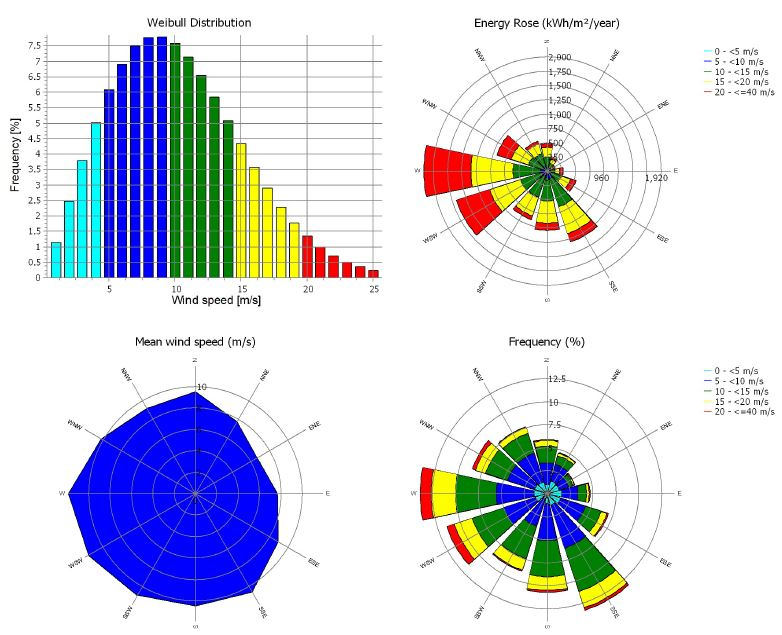 Weibull Distribution
Frequency [%]
7.5
7
6.5
6
5.5
5
4.5
4
3.5
3
2.5
2
1.5
1
0.5
0
5
10
15
20
25
Wind speed [m/s]
Energy Rose (kWh/m²/year)
N
NNE
ENE
E
ESE
SSE
S
SSW
WSW
W
WNW
NNW
2,000
1,750
1,500
1,250
1,000
750
500
250
960
1,920
0 - <5 m/s
5 - <10 m/s
10 - <15 m/s
15 - <20 m/s
20 - <=40 m/s
Mean wind speed (m/s)
N
NNE
ENE
E
ESE
SSE
S
SSW
WSW
W
WNW
NNW
10
Frequency (%)
N
NNE
ENE
E
ESE
SSE
S
SSW
WSW
W
WNW
NNW
12.5
10
7.5
5
0 - <5 m/s
5 - <10 m/s
10 - <15 m/s
15 - <20 m/s
20 - <=40 m/s